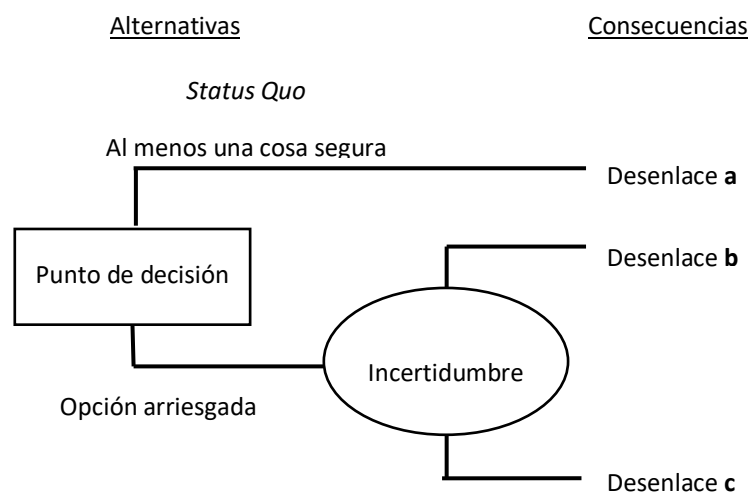 Alternativas
Consecuencias
Status Quo
Al menos una cosa segura
Desenlace a
Desenlace b
Punto de decisión
Incertidumbre
Opción arriesgada
Desenlace c